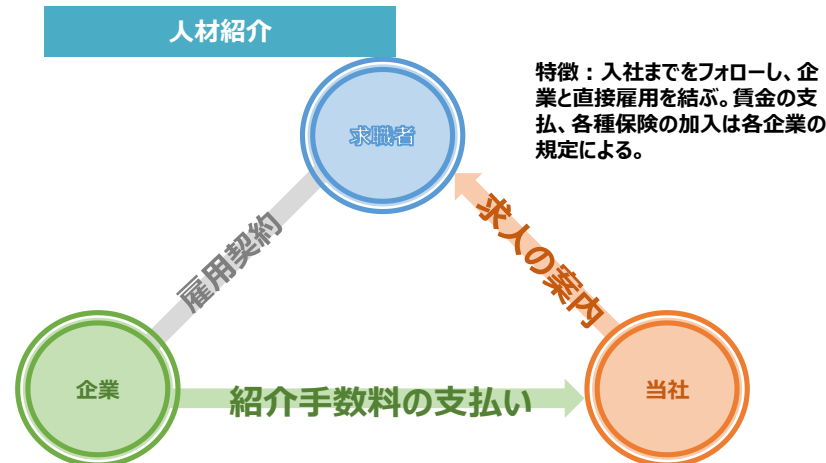 人材紹介
特徴：入社までをフォローし、企
業と直接雇用を結ぶ。賃金の支
払、各種保険の加入は各企業の
規定による。
求職者
雇用契約
求人の案内
企業
紹介手数料の支払い
当社